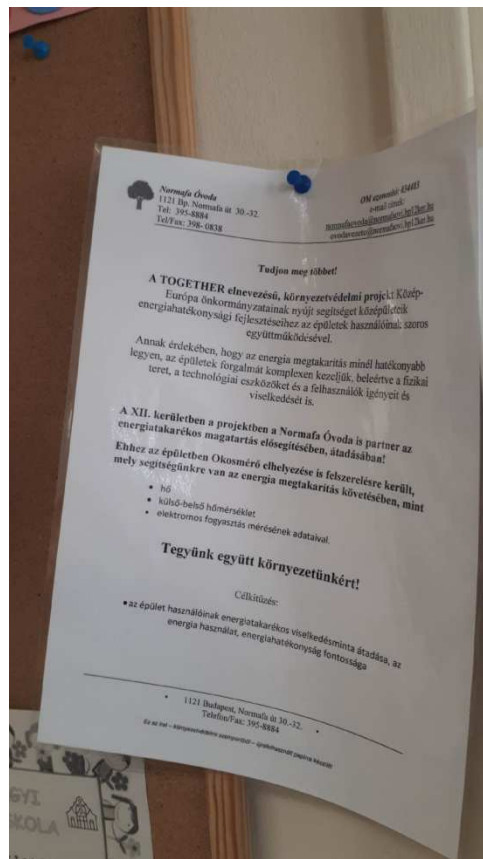 Normafa Óvoda
1121 Bp. Normafa út 30.-32.
Tel: 395-8884
Tel/Fax: 398- 0838
OM azonosító:
e-mail címek:
Tudjon meg többet!
A TOGETHER elnevezésű, környezetvédelmi projekt Közép-
Európa önkormányzatainak nyújt segítséget középületeik
energiahatékonysági fejlesztéseihez az épületek használóinak szoros
együttműködésével.
Annak érdekében, hogy az energia megtakarítás minél hatékonyabb
legyen, az épületek forgalmát komplexen kezeljük, beleértve a fizikai
teret, a technológiai eszközöket és a felhasználók igényeit és
viselkedését is.
A XII. kerületben a projektben a Normafa Óvoda is partner az
energiatakarékos magatartás elősegítésében, átadásában!
Ehhez az épületben Okosmérő elhelyezése is felszerelésre került,
mely segítségünkre van az energia megtakarítás követésében, mint
• hő
• külső-belső hőmérséklet
• elektromos fogyasztás mérésének adataival.
Tegyünk együtt környezetünkért!
Célkitűzés:
• az épület használóinak energiatakarékos viselkedésminta átadása, az
energia használat, energiahatékonyság fontossága
• 1121 Budapest, Normafa út 30.-32. •
Telefon/Fax: 395-8884
GYI
SKOLA